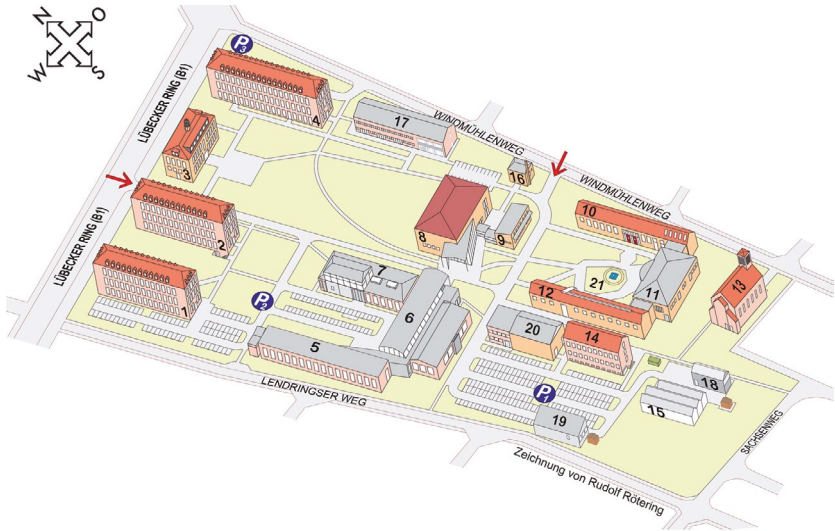 N
O
W
S
P3
LÜBECKER RING (B1)
4
17
WINDMÜHLENWEG
3
16
WINDMÜHLENWEG
2
8
9
10
LÜBECKER RING (B1)
7
21
11
13
1
P2
6
12
5
20
14
LENDRINGSER WEG
P1
18
15
19
SACHSENWEG
Zeichnung von Rudolf Rötering